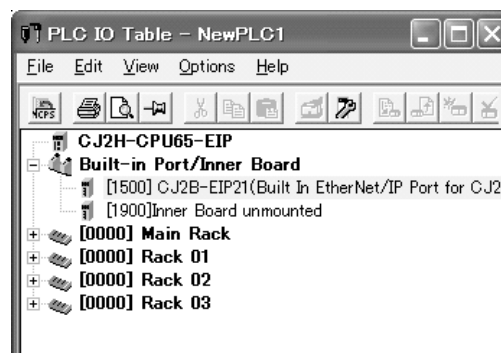 PLC IO Table - NewPLC1
File Edit View Options Help
NCPS
CJ2H-CPU65-EIP
Built-in Port/Inner Board
[1500] CJ2B-EIP21(Built In EtherNet/IP Port for CJ2
[1900]Inner Board unmounted
[0000] Main Rack
[0000] Rack 01
[0000] Rack 02
[0000] Rack 03